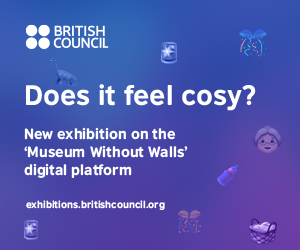 BRITISH
COUNCIL
Does it feel cosy?
New exhibition on the
‘Museum Without Walls’
digital platform
exhibitions.britishcouncil.org